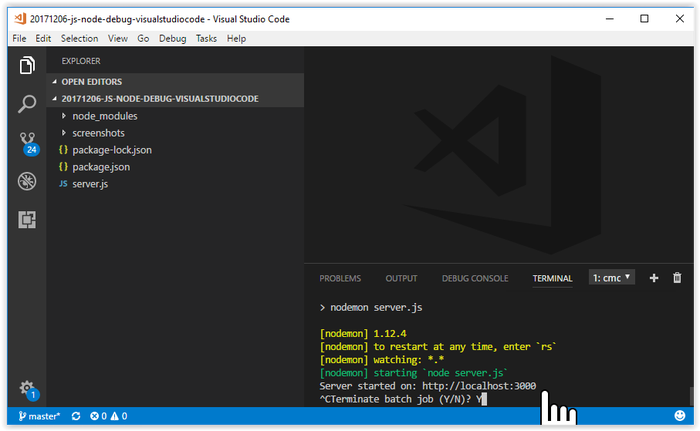 20171206-js-node-debug-visualstudiocode - Visual Studio Code
File Edit Selection View Go Debug Tasks Help
EXPLORER
OPEN EDITORS
20171206-JS-NODE-DEBUG-VISUALSTUDIOCODE
node_modules
screenshots
{} package-lock.json
{} package.json
JS server.js
24
1
PROBLEMS OUTPUT DEBUG CONSOLE TERMINAL 1: cmc
> nodemon server.js
[nodemon] 1.12.4
[nodemon] to restart at any time, enter `rs`
[nodemon] watching: *.*
[nodemon] starting `node server.js`
Server started on: http://localhost:3000
^CTerminate batch job (Y/N)? Y
master* 0 0